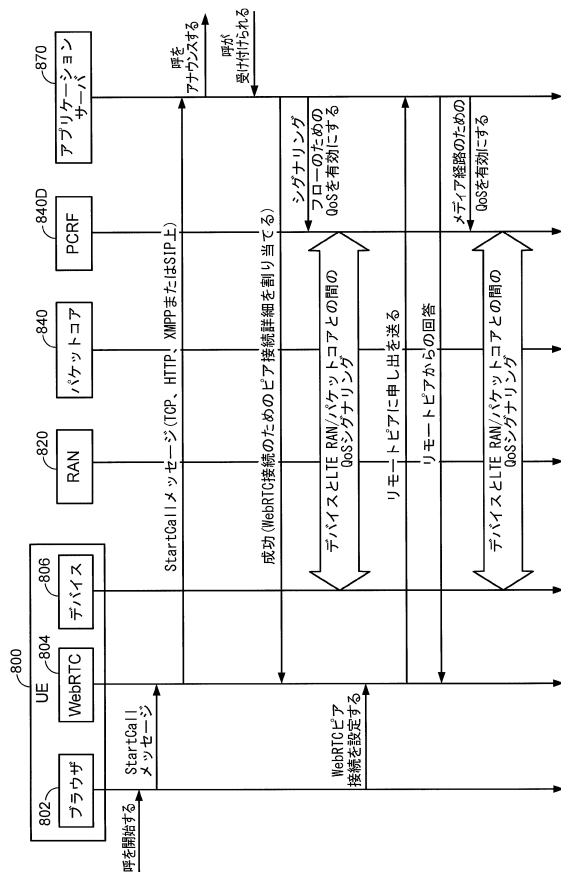 800
UE
802
ブラウザ
804
WebRTC
806
デバイス
820
RAN
840
パケットコア
840D
PCRF
870
アプリケーション
サーバ
呼を開始する
StartCall
メッセージ
StartCallメッセージ(TCP、HTTP、XMPPまたはSIP上)
呼を
アナウンスする
呼が
受け付けられる
成功(WebRTC接続のためのピア接続詳細を割り当てる)
シグナリング
フローのための
QoSを有効にする
デバイスとLTE RAN/パケットコアとの間の
QoSシグナリング
WebRTCピア
接続を設定する
リモートピアに申し出を送る
リモートピアからの回答
メディア経路のための
QoSを有効にする
デバイスとLTE RAN/パケットコアとの間の
QoSシグナリング